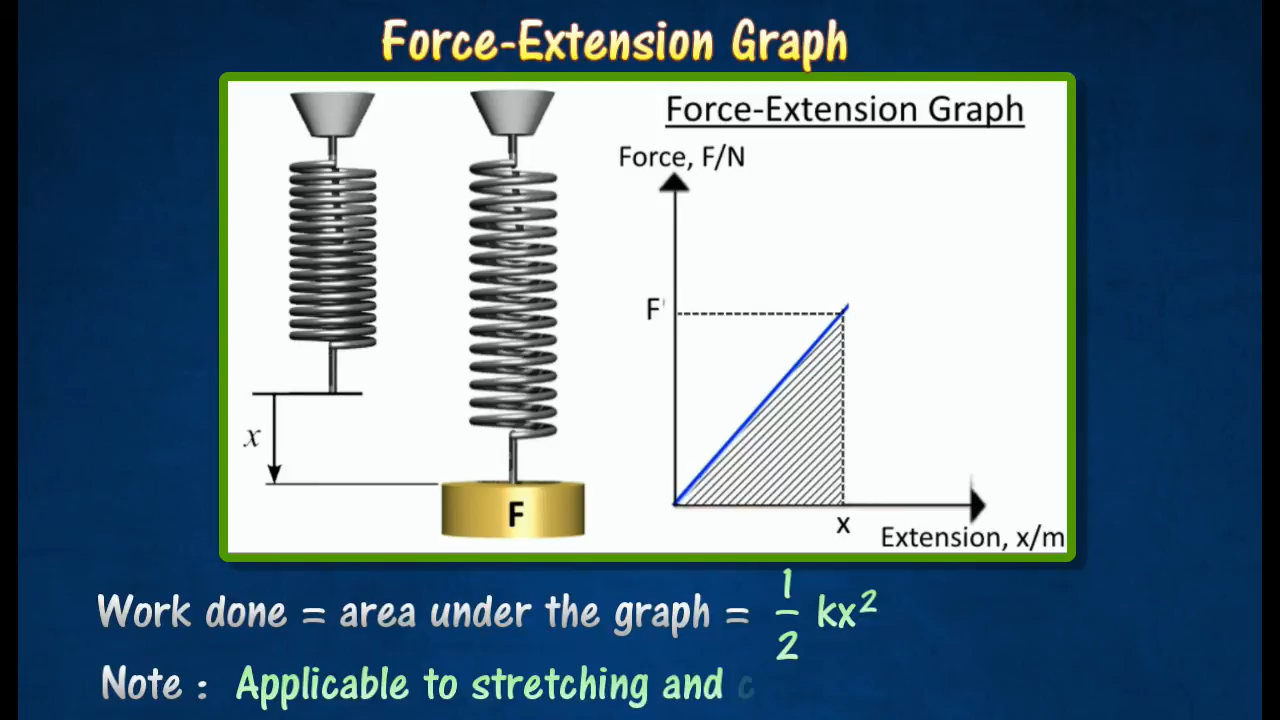 Force-Extension Graph
Force-Extension Graph
Force, F/N
F
x
F
x
Extension, x/m
Work done = area under the graph = 1/2 kx²
Note : Applicable to stretching and